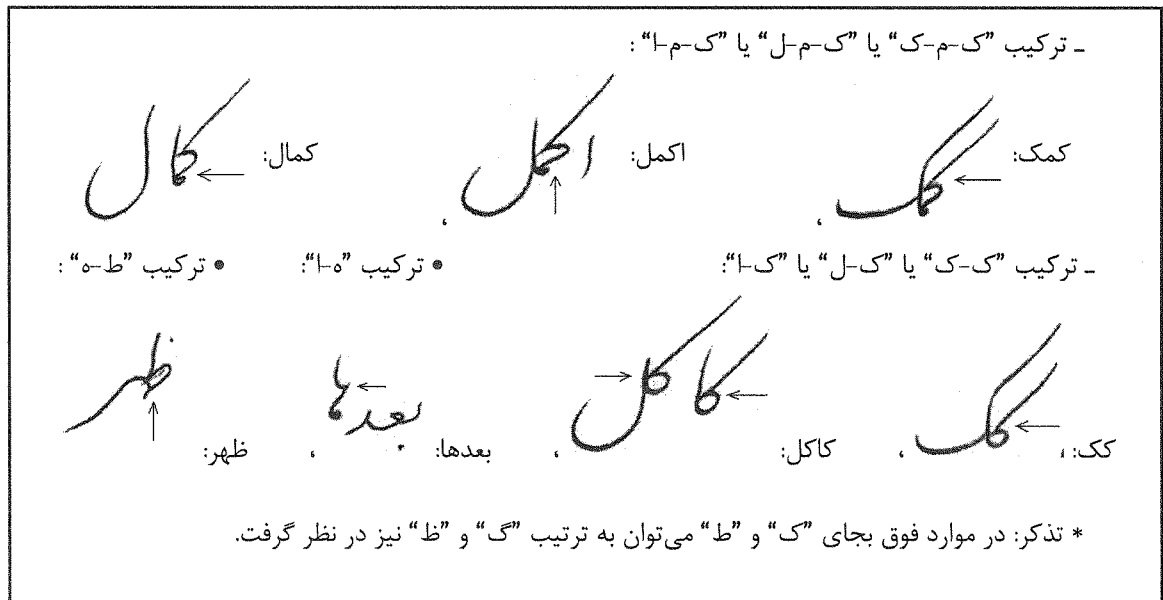 ـ ترکیب ”ک-م-ک“ یا ”ک-م-ل“ یا ”ک-م-ا“ :
کمک: کمک ، اکمل: اکمل ، کمال: کمال
ـ ترکیب ”ک-ک“ یا ”ک-ل“ یا ”ک-ا“: • ترکیب ”ه-ا“: • ترکیب ”ط-ه“ :
کک: کک ، کاکل: کاکل ، بعدها: بعدها ، ظهر: ظهر
* تذکر: در موارد فوق بجای ”ک“ و ”ط“ می‌توان به ترتیب ”گ“ و ”ظ“ نیز در نظر گرفت.